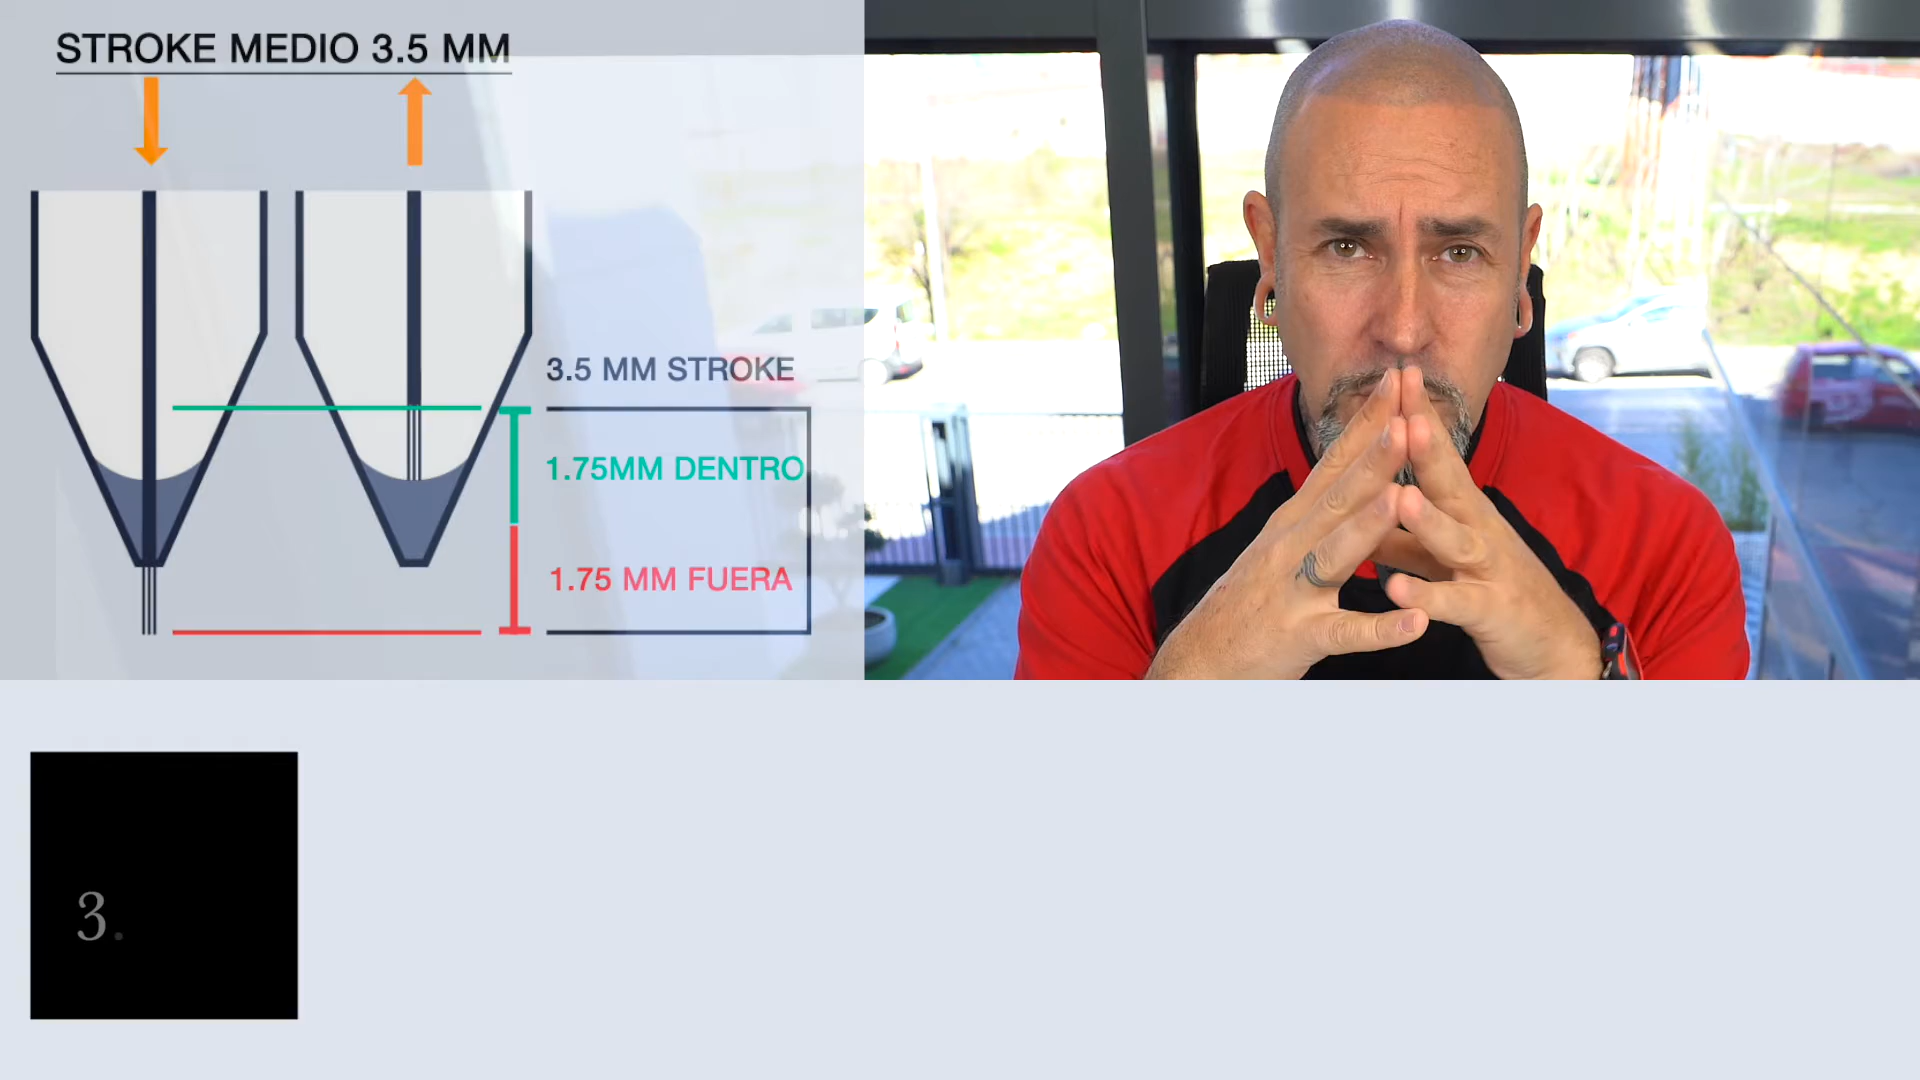 STROKE MEDIO 3.5 MM
3.5 MM STROKE
1.75MM DENTRO
1.75 MM FUERA
3.